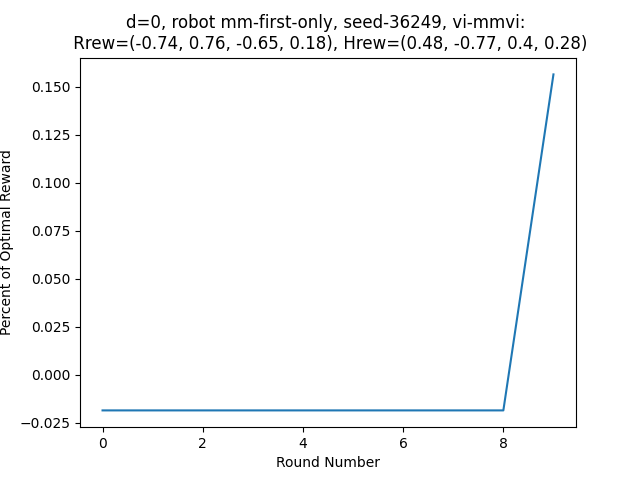 d=0, robot mm-first-only, seed-36249, vi-mmvi:
Rrew=(-0.74, 0.76, -0.65, 0.18), Hrew=(0.48, -0.77, 0.4, 0.28)
Percent of Optimal Reward
0.150
0.125
0.100
0.075
0.050
0.025
0.000
−0.025
0 2 4 6 8
Round Number